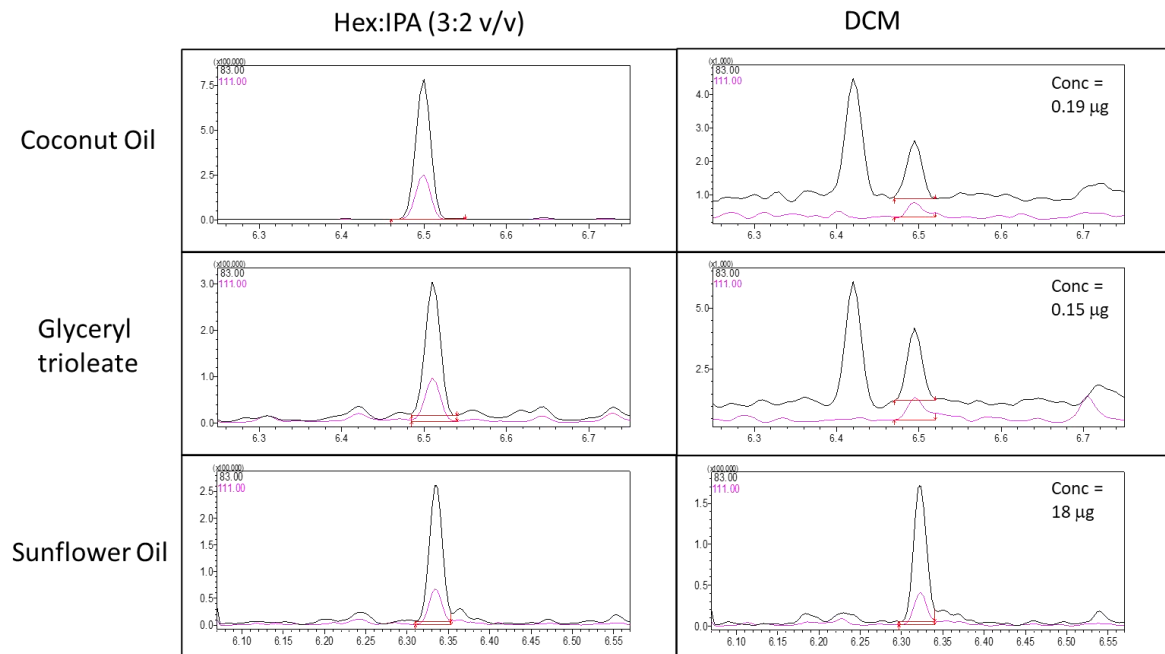 Hex:IPA (3:2 v/v)
DCM
Coconut Oil
(x100,000)
83.00
111.00
7.5
5.0
2.5
0.0
6.3 6.4 6.5 6.6 6.7
(x1,000)
83.00
111.00
Conc =
0.19 µg
4.0
3.0
2.0
1.0
6.3 6.4 6.5 6.6 6.7
Glyceryl
trioleate
(x100,000)
83.00
111.00
3.0
2.0
1.0
0.0
6.3 6.4 6.5 6.6 6.7
(x1,000)
83.00
111.00
Conc =
0.15 µg
5.0
2.5
6.3 6.4 6.5 6.6 6.7
Sunflower Oil
(x100,000)
83.00
111.00
2.5
2.0
1.5
1.0
0.5
0.0
6.10 6.15 6.20 6.25 6.30 6.35 6.40 6.45 6.50 6.55
(x100,000)
83.00
111.00
Conc =
18 µg
1.5
1.0
0.5
0.0
6.10 6.15 6.20 6.25 6.30 6.35 6.40 6.45 6.50 6.55